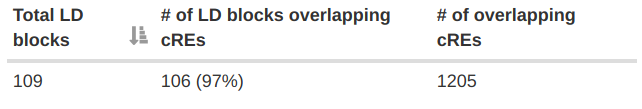 Total LD blocks
# of LD blocks overlapping cREs
# of overlapping cREs
109
106 (97%)
1205